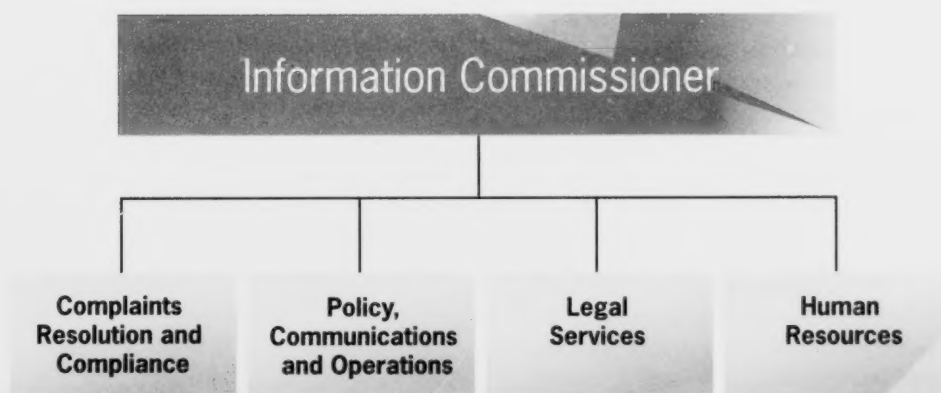 Information Commissioner
Complaints
Resolution and
Compliance
Policy,
Communications
and Operations
Legal
Services
Human
Resources